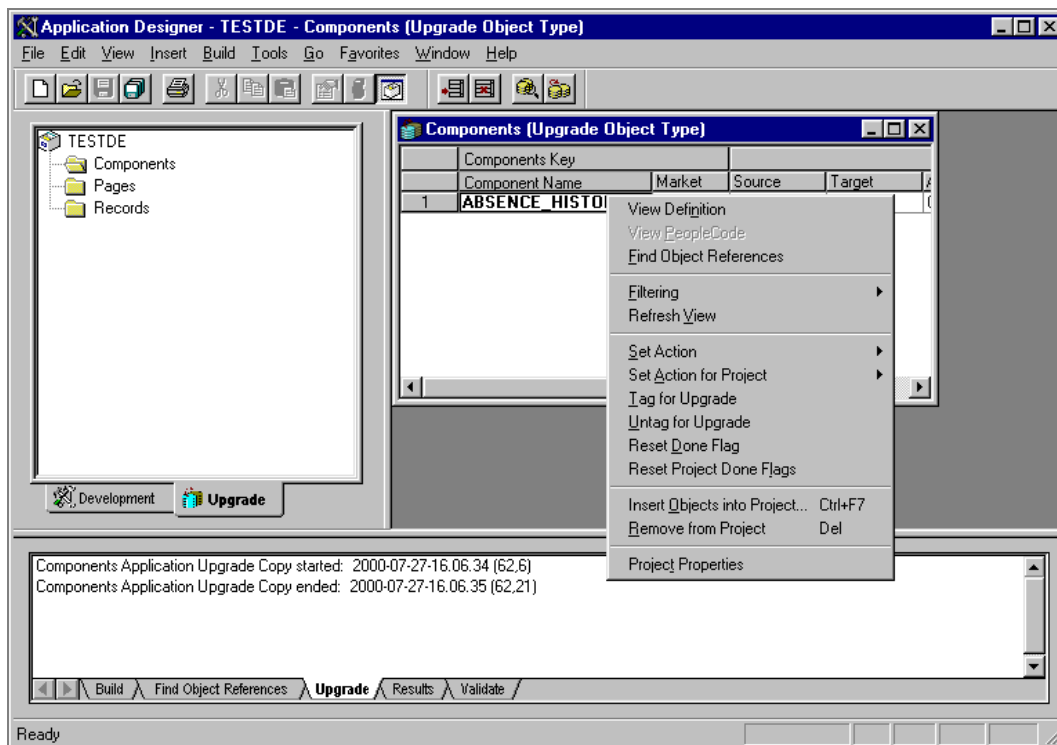 Application Designer - TESTDE - Components (Upgrade Object Type)
File Edit View Insert Build Tools Go Favorites Window Help
TESTDE
Components
Pages
Records
Development
Upgrade
Components (Upgrade Object Type)
Components Key
Component Name Market Source Target
1 ABSENCE_HISTO
View Definition
View PeopleCode
Find Object References
Filtering
Refresh View
Set Action
Set Action for Project
Tag for Upgrade
Untag for Upgrade
Reset Done Flag
Reset Project Done Flags
Insert Objects into Project... Ctrl+F7
Remove from Project Del
Project Properties
Components Application Upgrade Copy started: 2000-07-27-16.06.34 (62,6)
Components Application Upgrade Copy ended: 2000-07-27-16.06.35 (62,21)
Build Find Object References Upgrade Results Validate
Ready